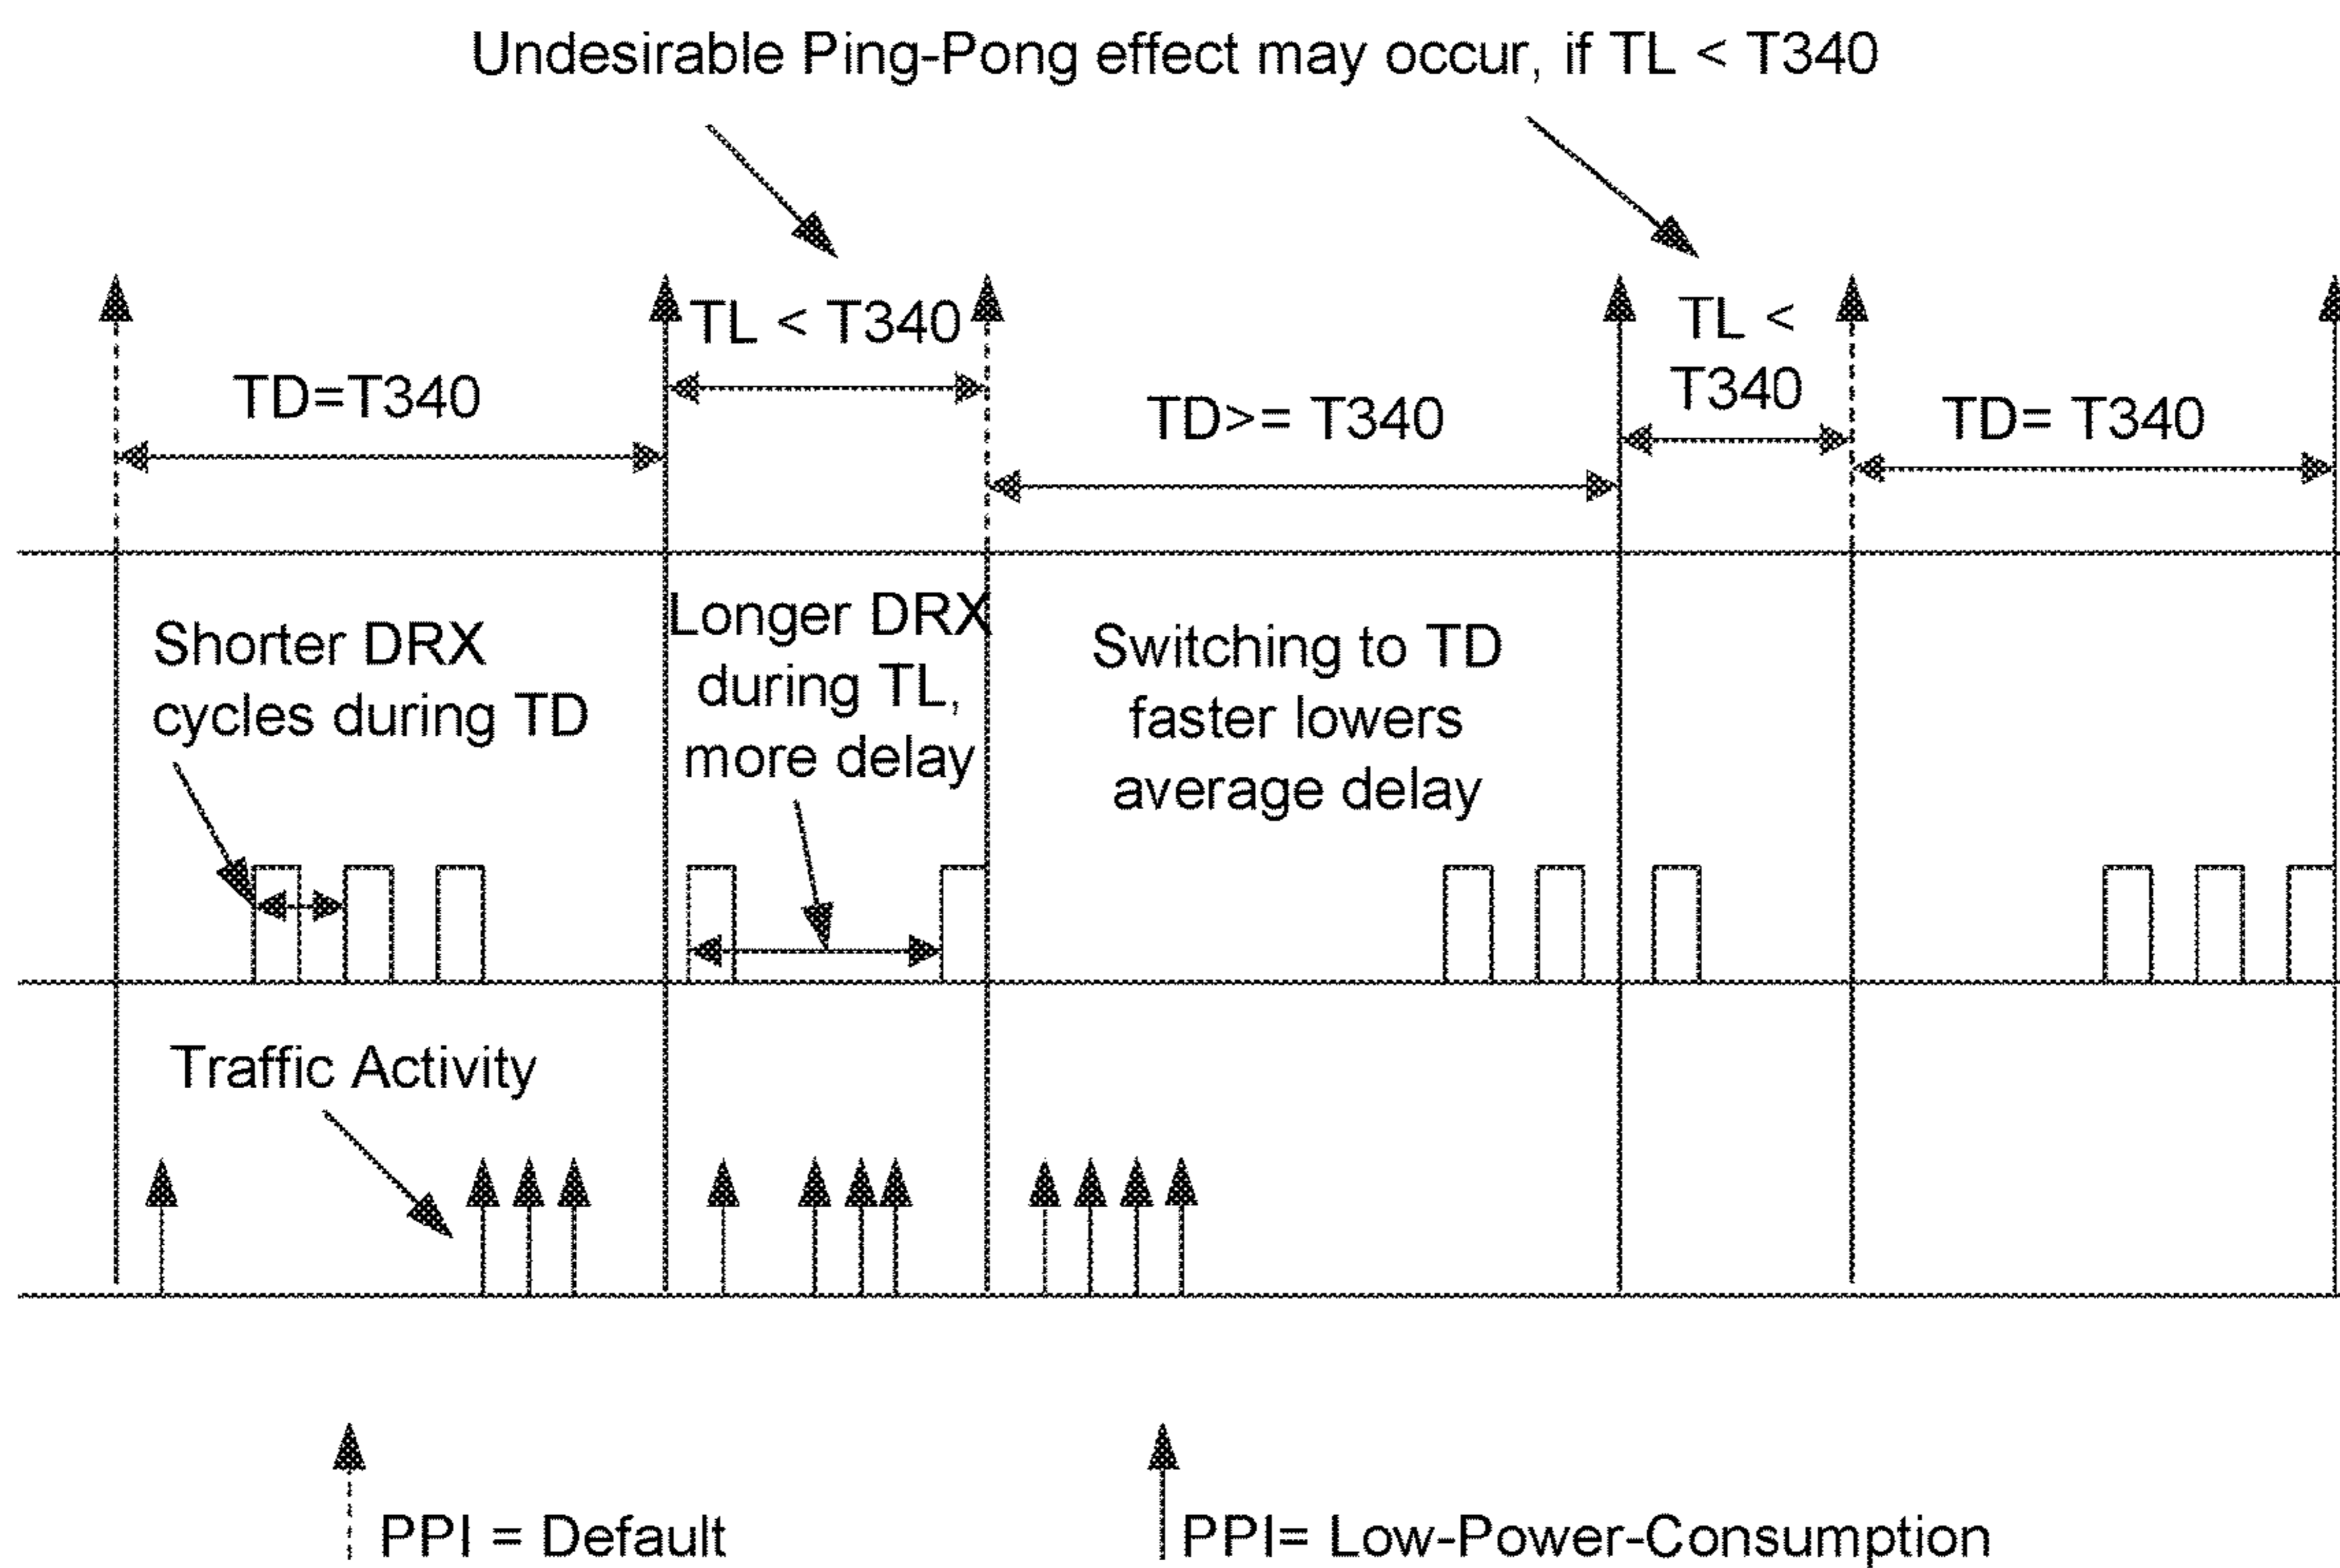 Undesirable Ping-Pong effect may occur, if TL < T340
TD=T340
TL < T340
TD>= T340
TL <
T340
TD= T340
Shorter DRX
cycles during TD
Longer DRX
during TL,
more delay
Switching to TD
faster lowers
average delay
Traffic Activity
PPI = Default
PPI= Low-Power-Consumption